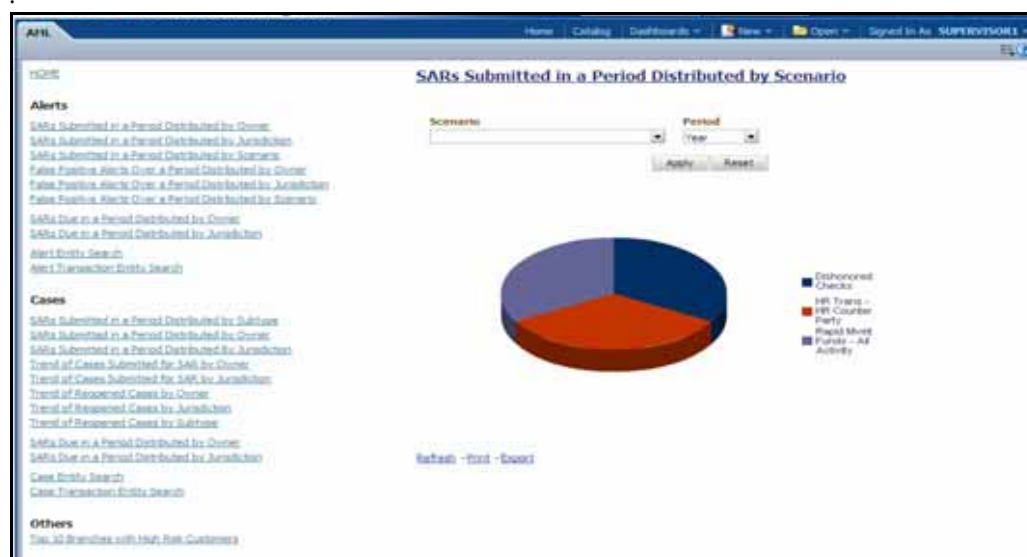 AML
Home Catalog Dashboards New Open Signed In As SUPERVISOR1
HOME
Alerts
SARs Submitted in a Period Distributed by Owner
SARs Submitted in a Period Distributed by Jurisdiction
SARs Submitted in a Period Distributed by Scenario
False Positive Alerts Over a Period Distributed by Owner
False Positive Alerts Over a Period Distributed by Jurisdiction
False Positive Alerts Over a Period Distributed by Scenario
SARs Due in a Period Distributed by Owner
SARs Due in a Period Distributed by Jurisdiction
Alert Entity Search
Alert Transaction Entity Search
Cases
SARs Submitted in a Period Distributed by Subtype
SARs Submitted in a Period Distributed by Owner
SARs Submitted in a Period Distributed By Jurisdiction
Trend of Cases Submitted for SAR by Owner
Trend of Cases Submitted for SAR by Jurisdiction
Trend of Reopened Cases by Owner
Trend of Reopened Cases by Jurisdiction
Trend of Reopened Cases by Subtype
SARs Due in a Period Distributed by Owner
SARs Due in a Period Distributed by Jurisdiction
Case Entity Search
Case Transaction Entity Search
Others
Top 10 Branches with High Risk Customers
SARs Submitted in a Period Distributed by Scenario
Scenario
Period
Year
Apply Reset
Dishonored
Checks
HR Trans -
HR Counter
Party
Rapid Mvmt
Funds - All
Activity
Refresh - Print - Export